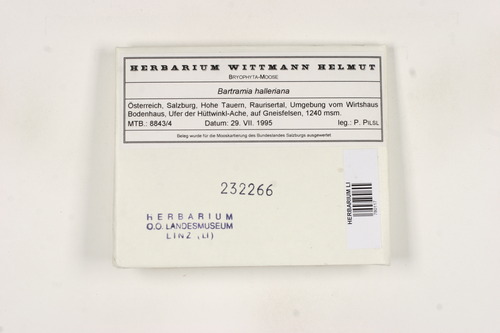 HERBARIUM WITTMANN HELMUT
BRYOPHYTA-MOOSE
Bartramia halleriana
Österreich, Salzburg, Hohe Tauern, Raurisertal, Umgebung vom Wirtshaus
Bodenhaus, Ufer der Hüttwinkl-Ache, auf Gneisfelsen, 1240 msm.
MTB.: 8843/4 Datum: 29. VII. 1995 leg.: P. PILSL
Beleg wurde für die Mooskartierung des Bundeslandes Salzburgs ausgewertet
232266
HERBARIUM
O.O. LANDESMUSEUM
LINZ (LI)
HERBARIUM LI